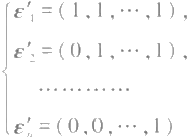 ε′₁ = ( 1 , 1 , ⋯ , 1 ) ,
ε′₂ = ( 0 , 1 , ⋯ , 1 ) ,
⋯⋯⋯⋯
ε′ₙ = ( 0 , 0 , ⋯ , 1 )